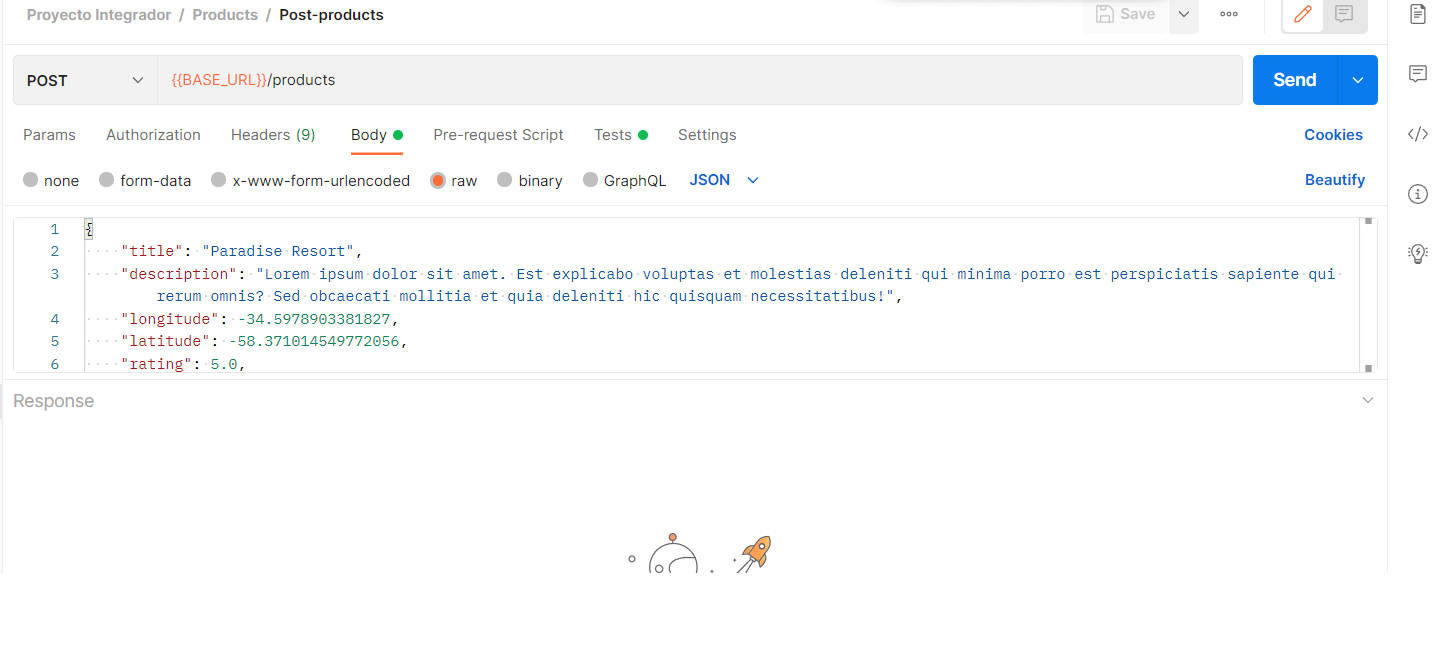 Proyecto Integrador / Products / Post-products
Save
POST {{BASE_URL}}/products Send
Params Authorization Headers (9) Body Pre-request Script Tests Settings Cookies
none form-data x-www-form-urlencoded raw binary GraphQL JSON Beautify
1 {
2 "title": "Paradise Resort",
3 "description": "Lorem ipsum dolor sit amet. Est explicabo voluptas et molestias deleniti qui minima porro est perspiciatis sapiente qui
rerum omnis? Sed obcaecati mollitia et quia deleniti hic quisquam necessitatibus!",
4 "longitude": -34.5978903381827,
5 "latitude": -58.371014549772056,
6 "rating": 5.0,
Response